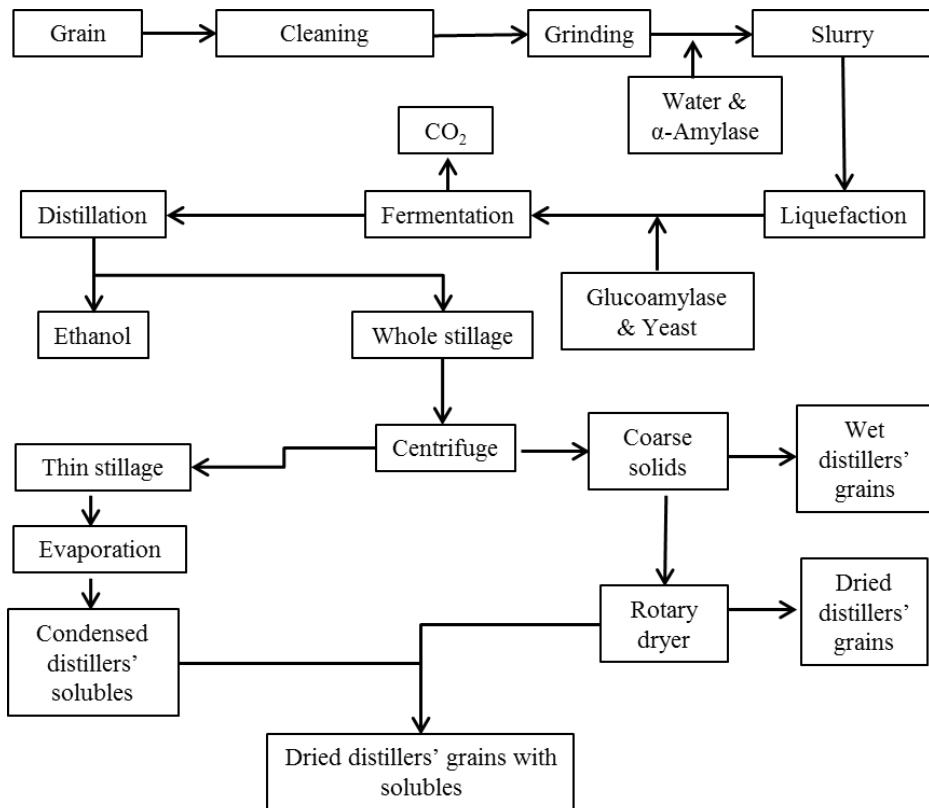 Grain
Cleaning
Grinding
Slurry
Water &
α-Amylase
CO₂
Distillation
Fermentation
Liquefaction
Glucoamylase
& Yeast
Ethanol
Whole stillage
Thin stillage
Centrifuge
Coarse
solids
Wet
distillers’
grains
Evaporation
Condensed
distillers’
solubles
Rotary
dryer
Dried
distillers’
grains
Dried distillers’ grains with
solubles